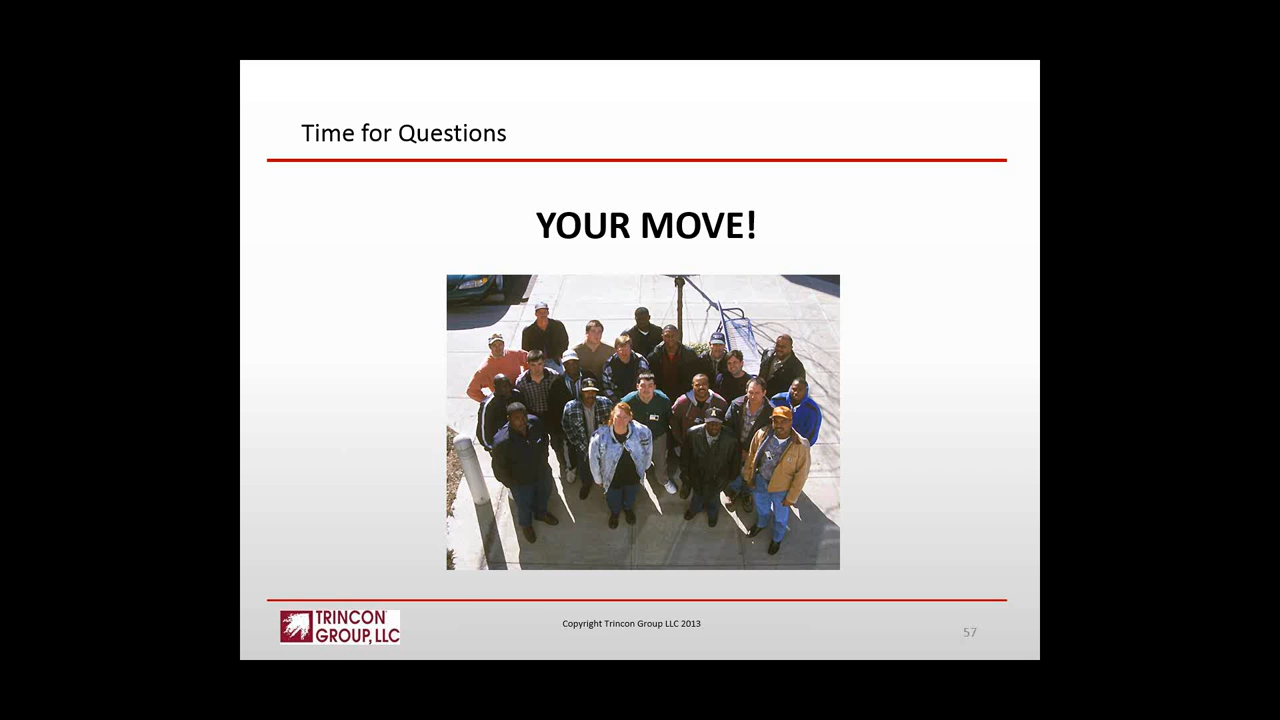 Time for Questions
YOUR MOVE!
TRINCON
GROUP, LLC
Copyright Trincon Group LLC 2013
57